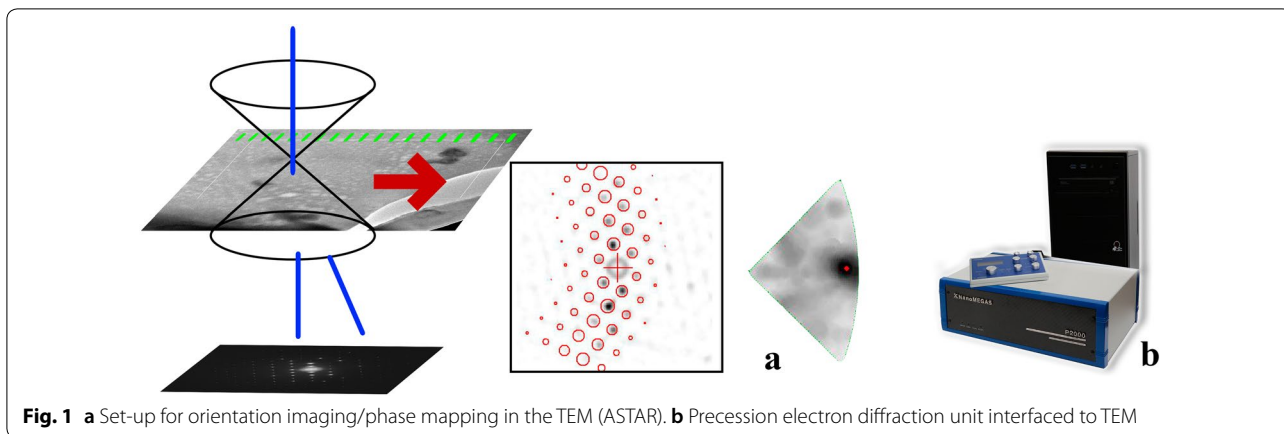 a
NanoMEGAS
P2000
b
Fig. 1 a Set-up for orientation imaging/phase mapping in the TEM (ASTAR). b Precession electron diffraction unit interfaced to TEM